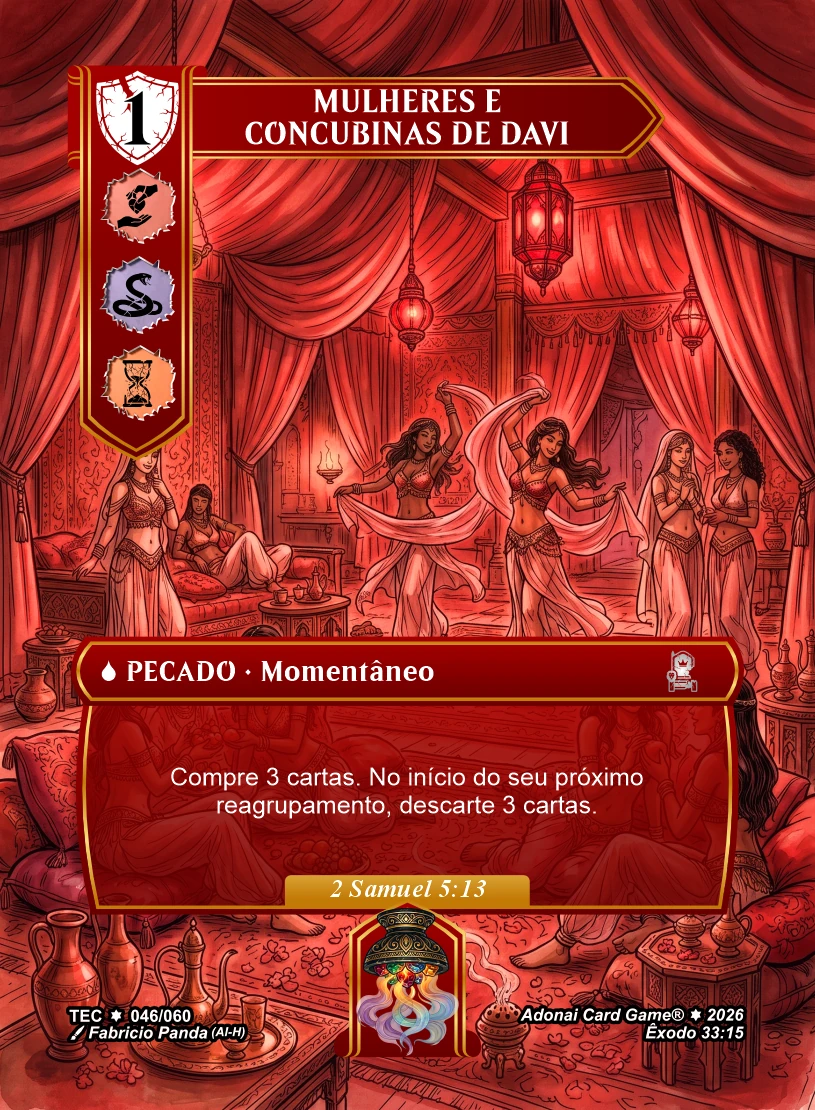 1
MULHERES E
CONCUBINAS DE DAVI
PECADO · Momentâneo
Compre 3 cartas. No início do seu próximo
reagrupamento, descarte 3 cartas.
2 Samuel 5:13
TEC ✶ 046/060
Fabricio Panda (AI-H)
Adonai Card Game® ✶ 2026
Êxodo 33:15